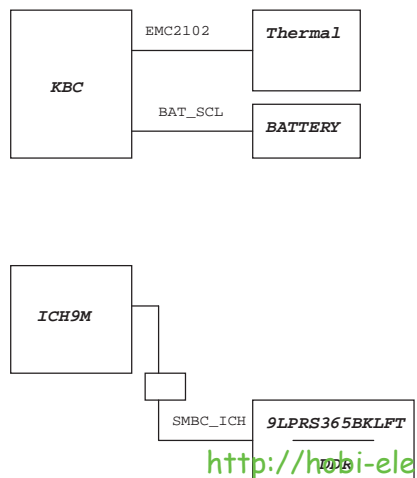 EMC2102
Thermal
KBC
BAT_SCL
BATTERY
ICH9M
SMBC_ICH
9LPRS365BKLFT
DDR
http://hobi-ele